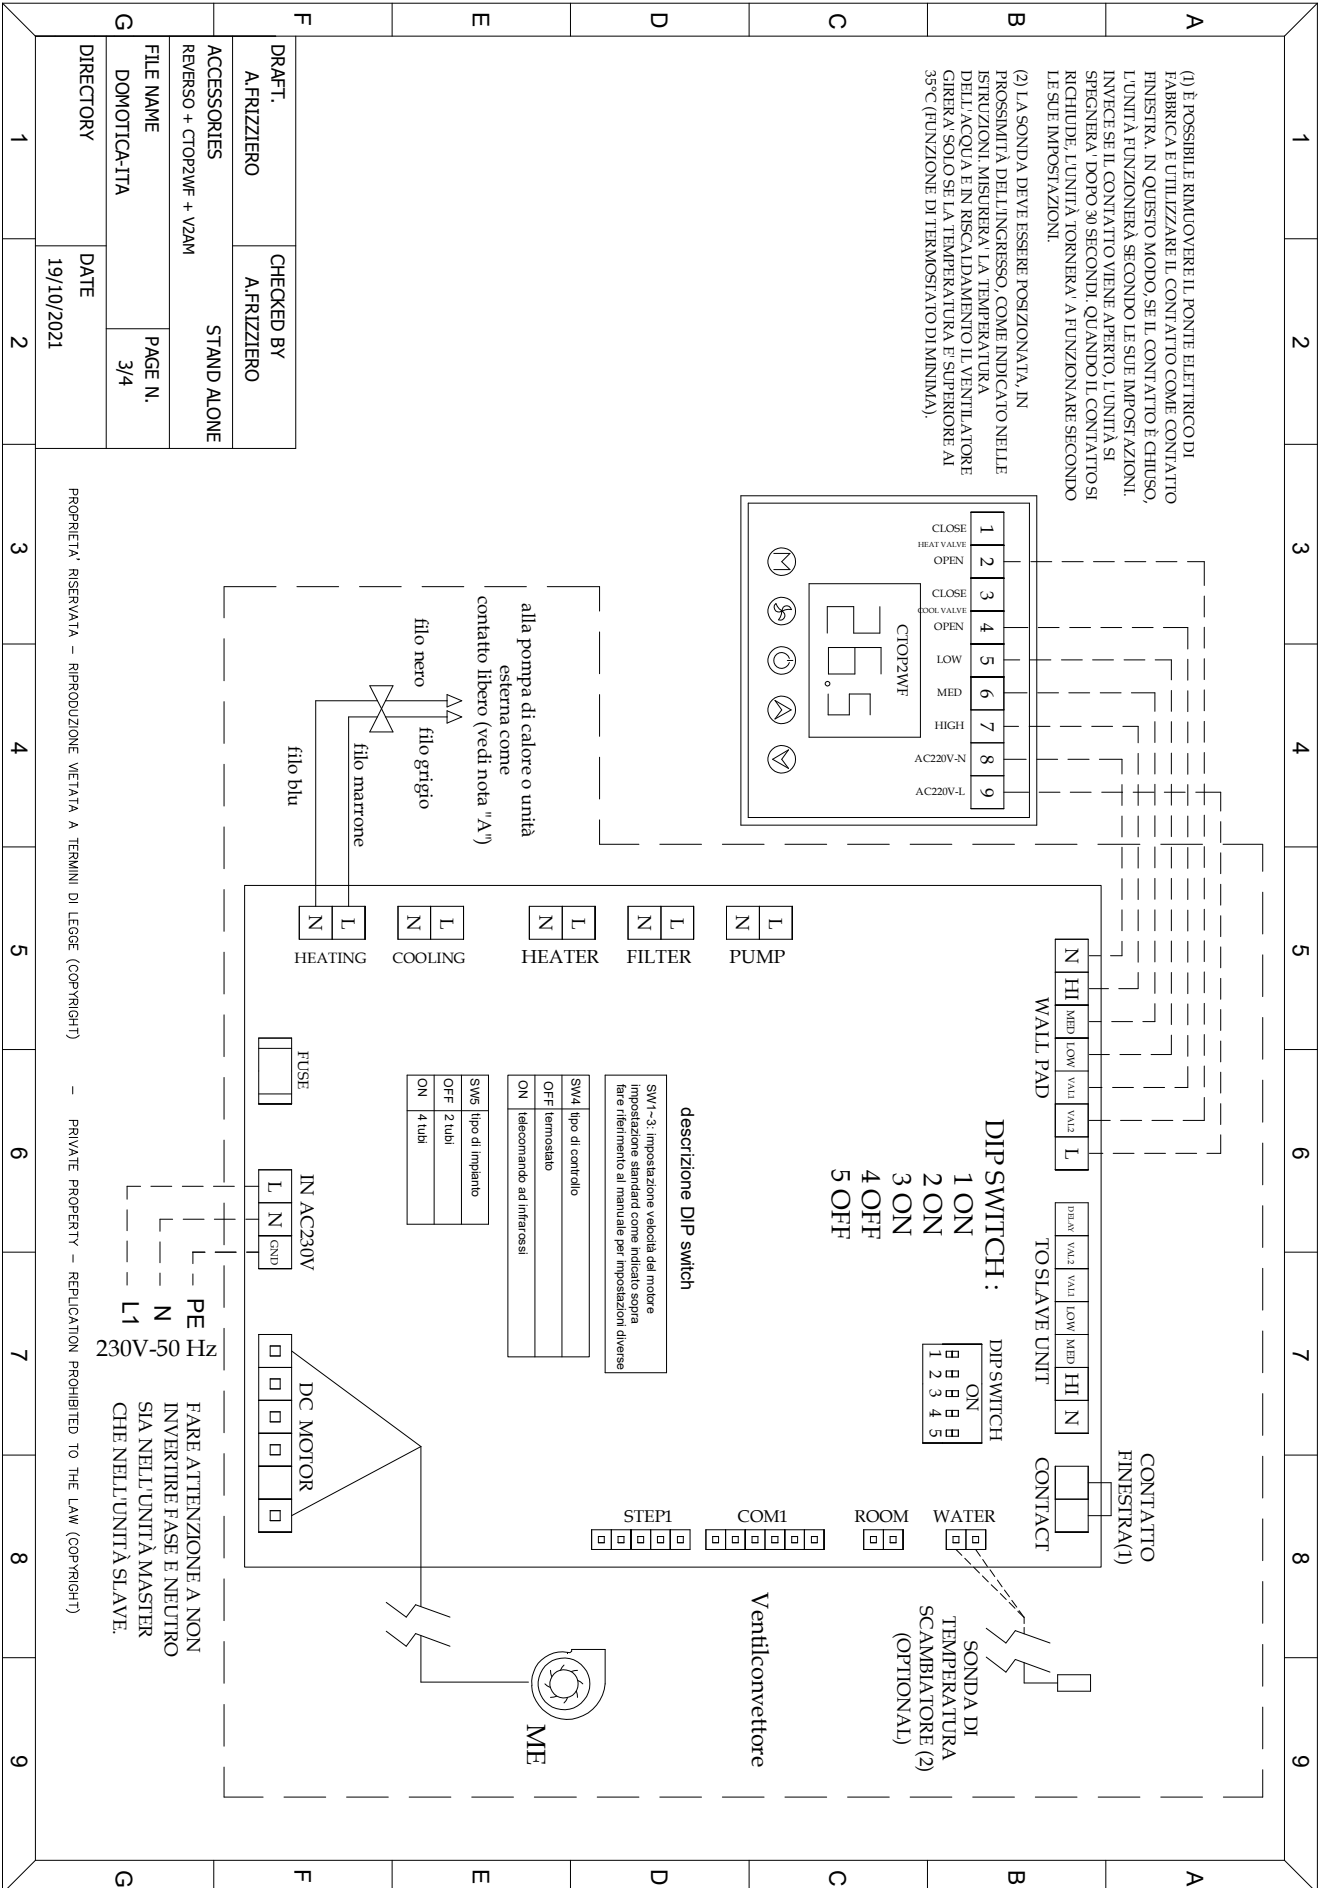 1
2
3
4
5
6
7
8
9
A
B
C
D
E
F
G
(1) È POSSIBILE RIMUOVERE IL PONTE ELETTRICO DI
FABBRICA E UTILIZZARE IL CONTATTO COME CONTATTO
FINESTRA. IN QUESTO MODO, SE IL CONTATTO È CHIUSO,
L'UNITÀ FUNZIONERÀ SECONDO LE SUE IMPOSTAZIONI.
INVECE SE IL CONTATTO VIENE APERTO, L'UNITÀ SI
SPEGNERA' DOPO 30 SECONDI. QUANDO IL CONTATTO SI
RICHIUDE, L'UNITÀ TORNERA' A FUNZIONARE SECONDO
LE SUE IMPOSTAZIONI.
(2) LA SONDA DEVE ESSERE POSIZIONATA, IN
PROSSIMITÀ DELL'INGRESSO, COME INDICATO NELLE
ISTRUZIONI. MISURERA' LA TEMPERATURA
DELL'ACQUA E IN RISCALDAMENTO IL VENTILATORE
GIRERA' SOLO SE LA TEMPERATURA E' SUPERIORE AI
35°C (FUNZIONE DI TERMOSTATO DI MINIMA).
1 2 3 4 5 6 7 8 9
CLOSE
HEAT VALVE
OPEN
CLOSE
COOL VALVE
OPEN
LOW
MED
HIGH
AC220V-N
AC220V-L
CTOP2WF
26.5
M
N HI MED LOW VAL1 VAL2 L
WALL PAD
DELAY VAL2 VAL1 LOW MED HI N
TO SLAVE UNIT
CONTATTO
FINESTRA(1)
CONTACT
DIP SWITCH :
1 ON
2 ON
3 ON
4 OFF
5 OFF
DIP SWITCH
ON
1 2 3 4 5
WATER
ROOM
COM1
STEP1
SONDA DI
TEMPERATURA
SCAMBIATORE (2)
(OPTIONAL)
Ventilconvettore
ME
L N
PUMP
L N
FILTER
L N
HEATER
L N
COOLING
L N
HEATING
descrizione DIP switch
SW1~3: impostazione velocità del motore
impostazione standard come indicato sopra
fare riferimento al manuale per impostazioni diverse
SW4 tipo di controllo
OFF termostato
ON telecomando ad infrarossi
SW5 tipo di impianto
OFF 2 tubi
ON 4 tubi
alla pompa di calore o unità
esterna come
contatto libero (vedi nota "A")
filo nero
filo grigio
filo marrone
filo blu
FUSE
IN AC230V
L N GND
DC MOTOR
PE
N
L1
230V-50 Hz
FARE ATTENZIONE A NON
INVERTIRE FASE E NEUTRO
SIA NELL'UNITÀ MASTER
CHE NELL'UNITÀ SLAVE.
DRAFT.
A.FRIZZIERO
CHECKED BY
A.FRIZZIERO
ACCESSORIES
STAND ALONE
REVERSO + CTOP2WF + V2AM
FILE NAME
DOMOTICA-ITA
PAGE N.
3/4
DIRECTORY
DATE
19/10/2021
PROPRIETA' RISERVATA - RIPRODUZIONE VIETATA A TERMINI DI LEGGE (COPYRIGHT) - PRIVATE PROPERTY - REPLICATION PROHIBITED TO THE LAW (COPYRIGHT)
A
B
C
D
E
F
G
1
2
3
4
5
6
7
8
9